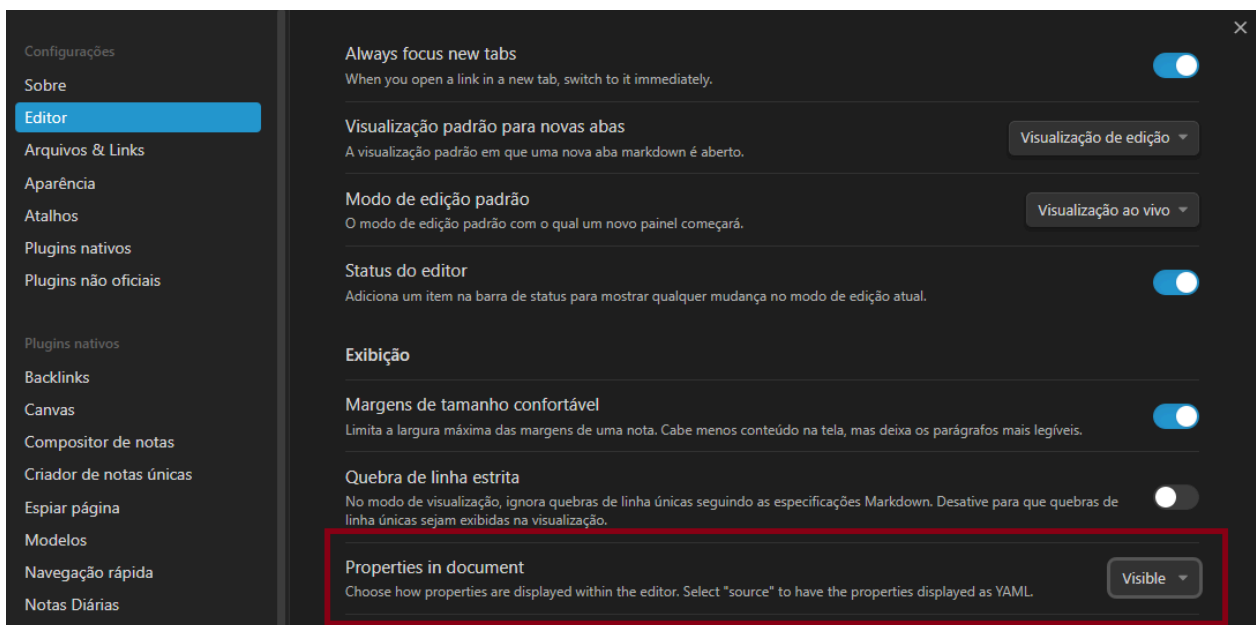 Configurações
Sobre
Editor
Arquivos & Links
Aparência
Atalhos
Plugins nativos
Plugins não oficiais
Plugins nativos
Backlinks
Canvas
Compositor de notas
Criador de notas únicas
Espiar página
Modelos
Navegação rápida
Notas Diárias
Always focus new tabs
When you open a link in a new tab, switch to it immediately.
Visualização padrão para novas abas
A visualização padrão em que uma nova aba markdown é aberto.
Visualização de edição
Modo de edição padrão
O modo de edição padrão com o qual um novo painel começará.
Visualização ao vivo
Status do editor
Adiciona um item na barra de status para mostrar qualquer mudança no modo de edição atual.
Exibição
Margens de tamanho confortável
Limita a largura máxima das margens de uma nota. Cabe menos conteúdo na tela, mas deixa os parágrafos mais legíveis.
Quebra de linha estrita
No modo de visualização, ignora quebras de linha únicas seguindo as especificações Markdown. Desative para que quebras de
linha únicas sejam exibidas na visualização.
Properties in document
Choose how properties are displayed within the editor. Select "source" to have the properties displayed as YAML.
Visible